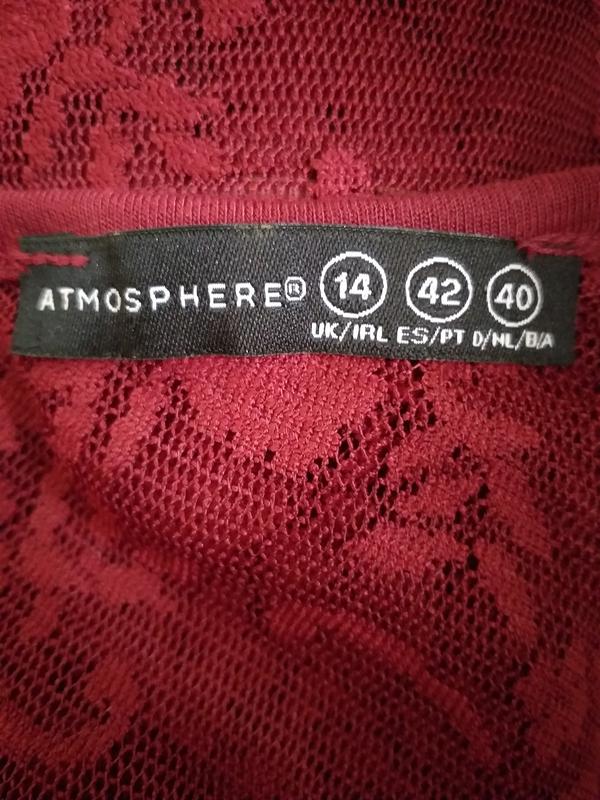 ATMOSPHERE® 14 42 40
UK/IRL ES/PT D/NL/B/A